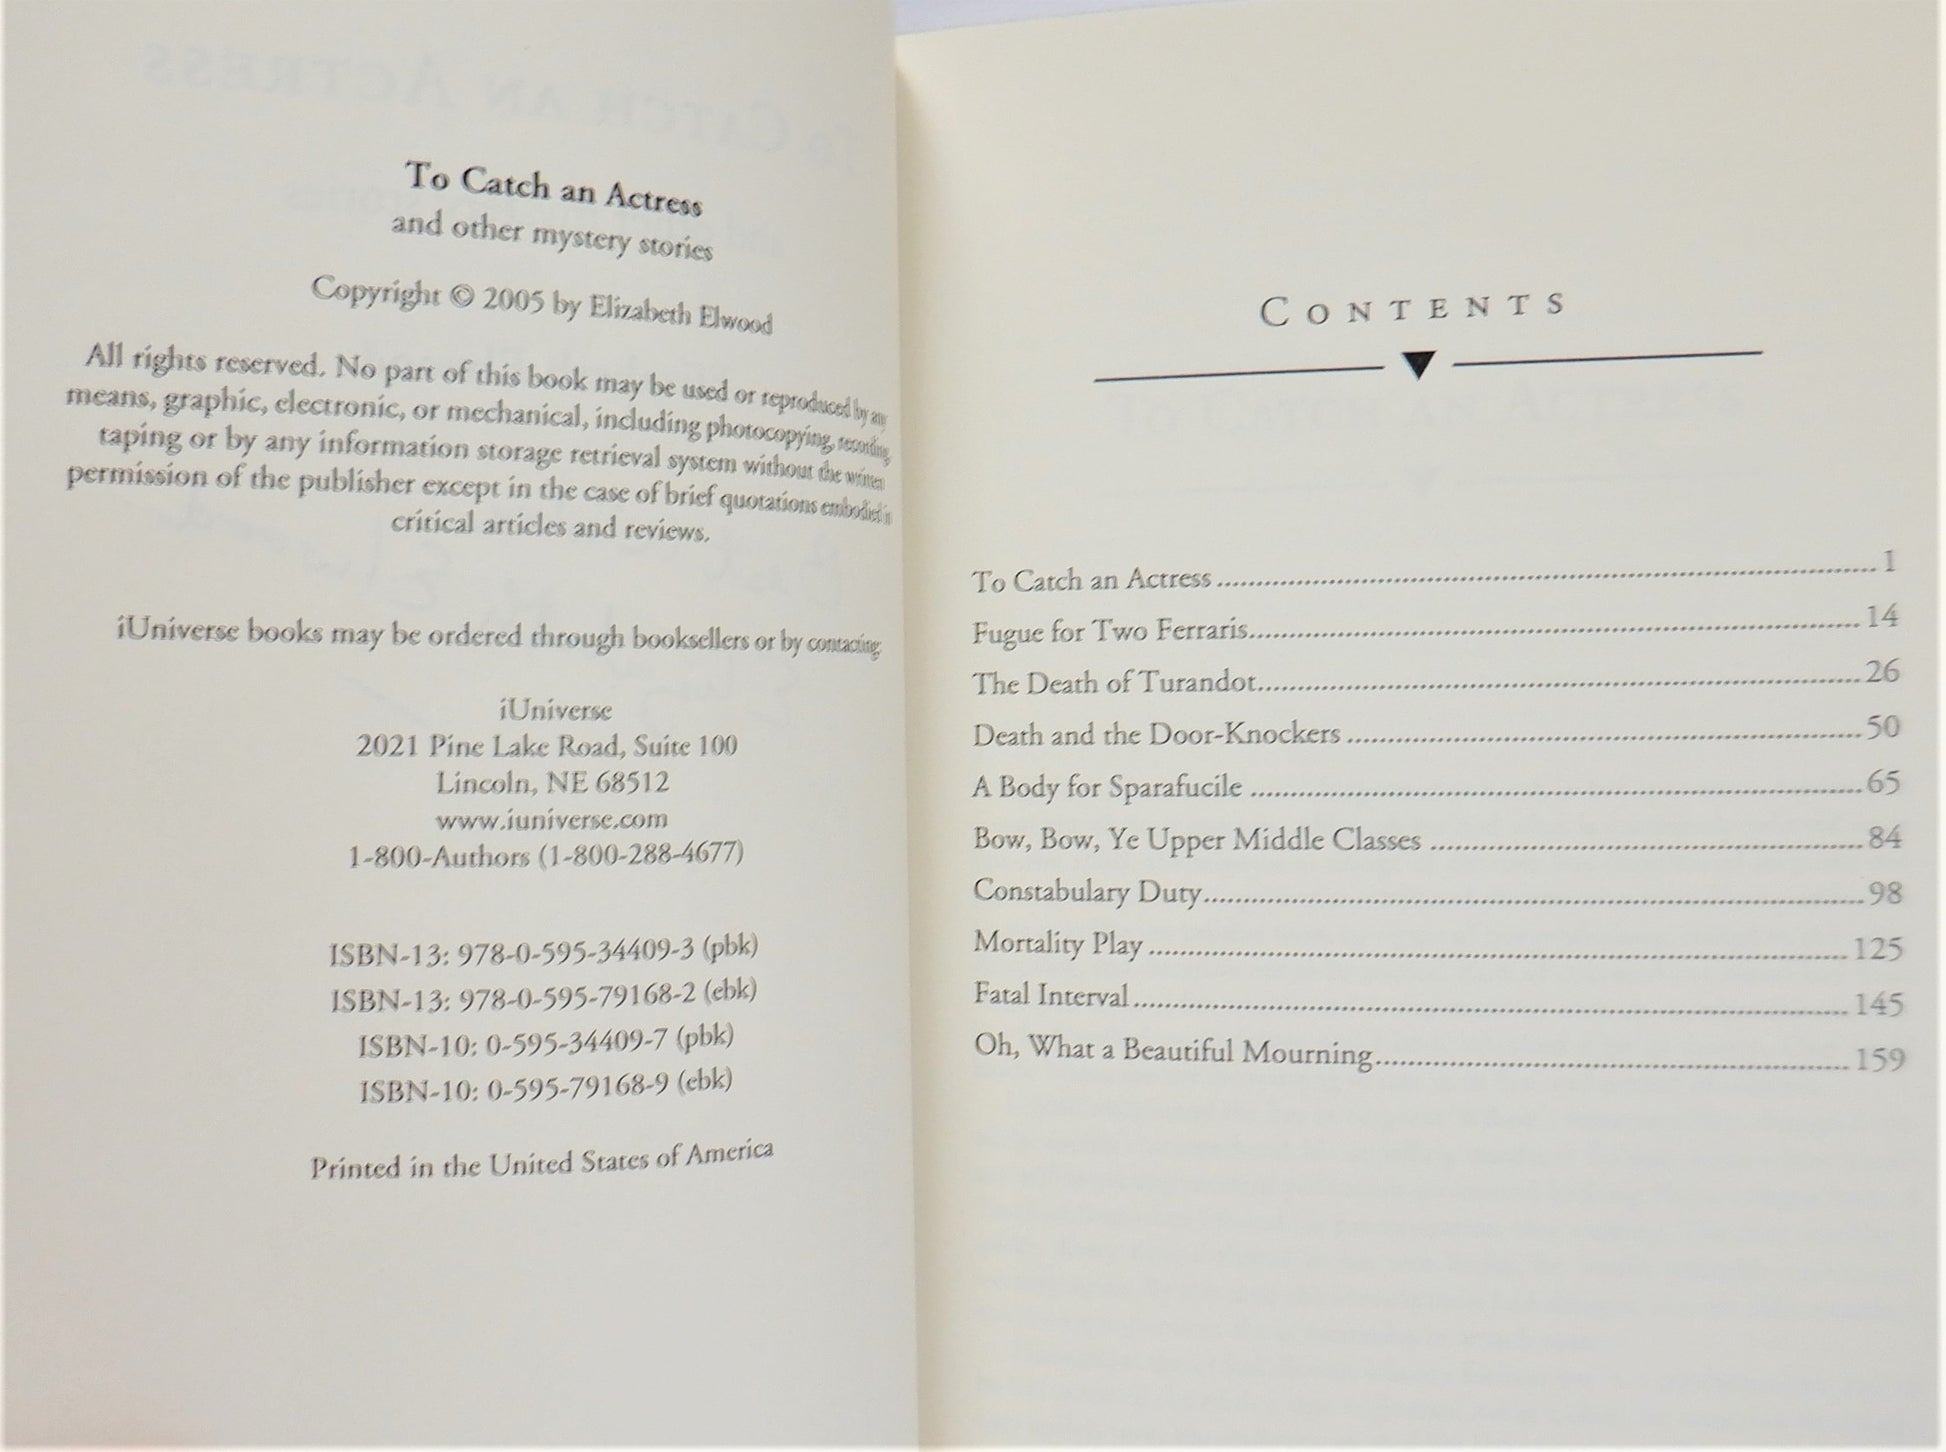 To Catch an Actress
and other mystery stories
Copyright © 2005 by Elizabeth Elwood
All rights reserved. No part of this book may be used or reproduced by any
means, graphic, electronic, or mechanical, including photocopying, recording,
taping or by any information storage retrieval system without the written
permission of the publisher except in the case of brief quotations embodied in
critical articles and reviews.
iUniverse books may be ordered through booksellers or by contacting:
iUniverse
2021 Pine Lake Road, Suite 100
Lincoln, NE 68512
www.iuniverse.com
1-800-Authors (1-800-288-4677)
ISBN-13: 978-0-595-34409-3 (pbk)
ISBN-13: 978-0-595-79168-2 (ebk)
ISBN-10: 0-595-34409-7 (pbk)
ISBN-10: 0-595-79168-9 (ebk)
Printed in the United States of America
CONTENTS
To Catch an Actress 1
Fugue for Two Ferraris 14
The Death of Turandot 26
Death and the Door-Knockers 50
A Body for Sparafucile 65
Bow, Bow, Ye Upper Middle Classes 84
Constabulary Duty 98
Mortality Play 125
Fatal Interval 145
Oh, What a Beautiful Mourning 159